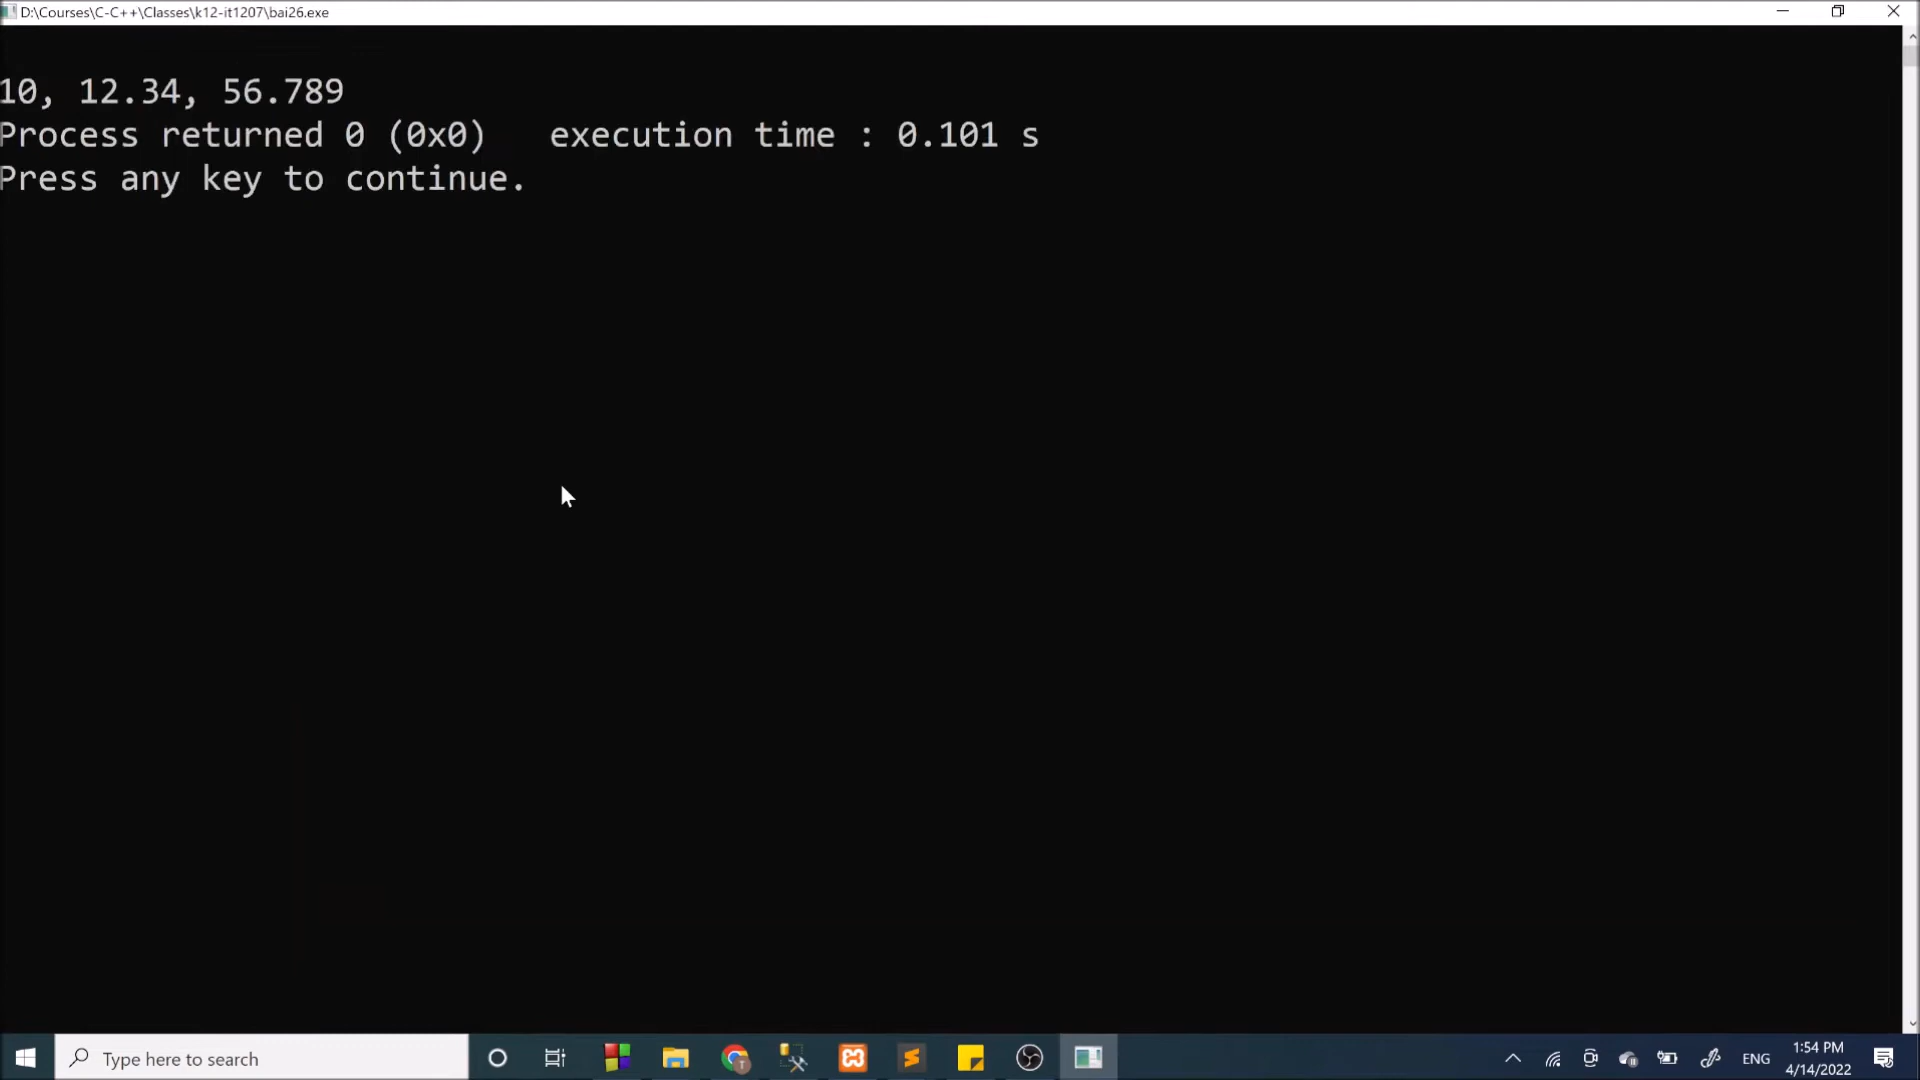 D:\Courses\C-C++\Classes\k12-it1207\bai26.exe
10, 12.34, 56.789
Process returned 0 (0x0)   execution time : 0.101 s
Press any key to continue.
Type here to search
ENG
1:54 PM
4/14/2022